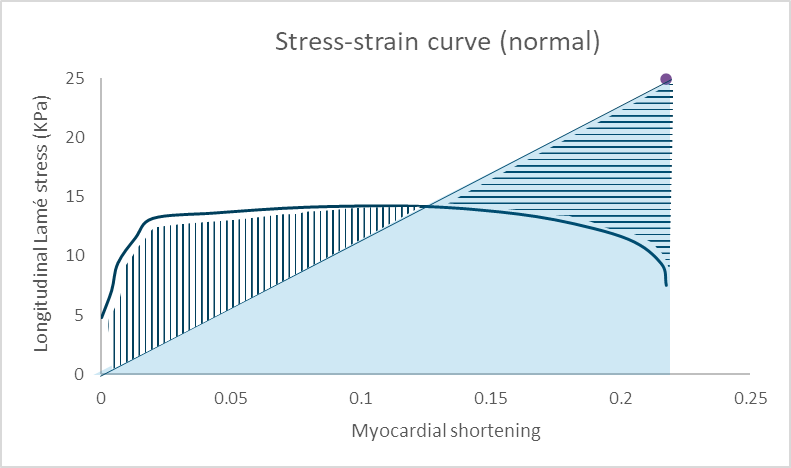 Stress-strain curve (normal)
Longitudinal Lamé stress (KPa)
25
20
15
10
5
0
0 0.05 0.1 0.15 0.2 0.25
Myocardial shortening